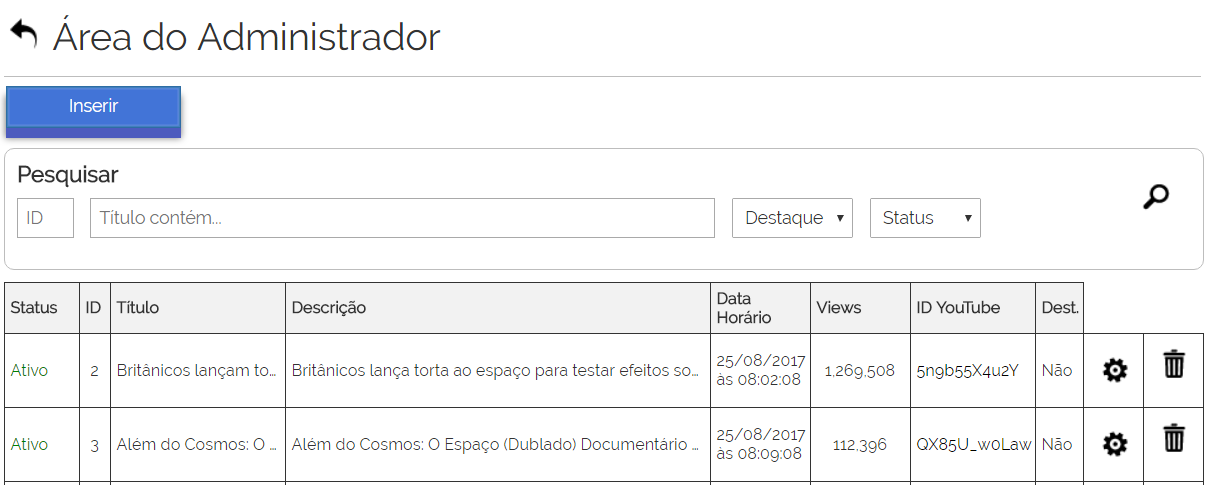 Área do Administrador
Inserir
Pesquisar
ID Título contém... Destaque Status
Status ID Título Descrição Data Horário Views ID YouTube Dest.
Ativo 2 Britânicos lançam to... Britânicos lança torta ao espaço para testar efeitos so... 25/08/2017 às 08:02:08 1,269,508 5n9b55X4u2Y Não
Ativo 3 Além do Cosmos: O ... Além do Cosmos: O Espaço (Dublado) Documentário ... 25/08/2017 às 08:09:08 112,396 QX85U_w0Law Não